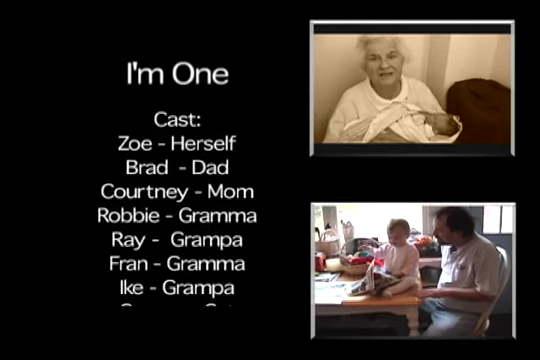 I'm One
Cast:
Zoe - Herself
Brad - Dad
Courtney - Mom
Robbie - Gramma
Ray - Grampa
Fran - Gramma
Ike - Grampa